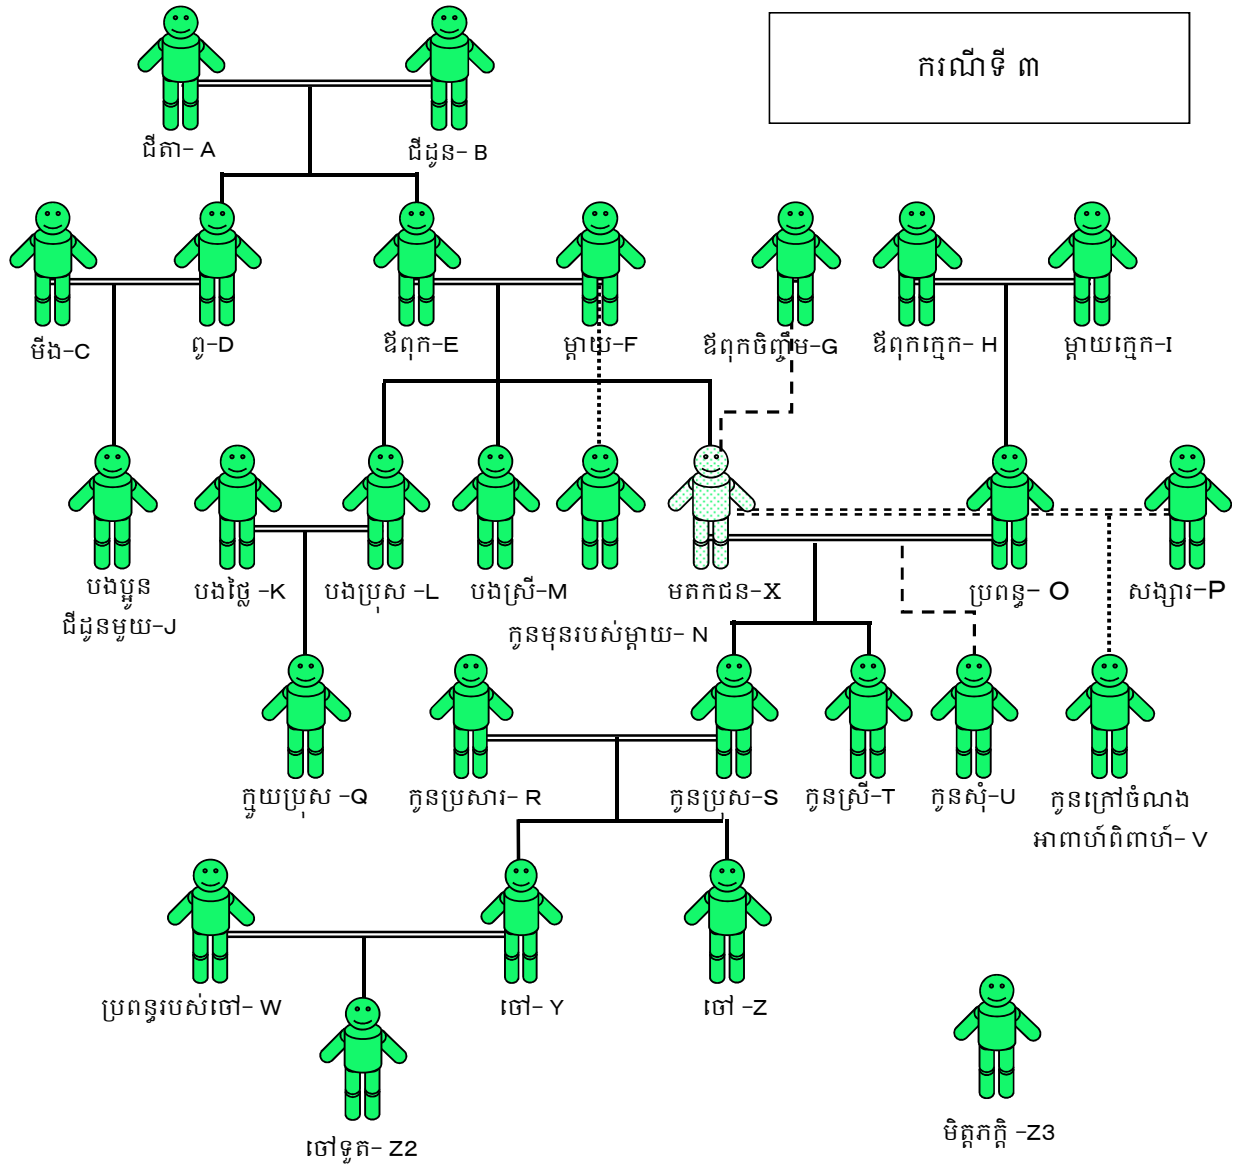 ករណីទី ៣
ជីតា- A
ជីដូន- B
មីង-C
ពូ-D
ឪពុក-E
ម្តាយ-F
ឪពុកចិញ្ចឹម-G
ឪពុកក្មេក- H
ម្តាយក្មេក-I
បងប្អូន
ជីដូនមួយ-J
បងថ្លៃ -K
បងប្រុស -L
បងស្រី-M
កូនមុនរបស់ម្តាយ- N
មតកជន-X
ប្រពន្ធ- O
សង្សារ-P
ក្មួយប្រុស -Q
កូនប្រសារ- R
កូនប្រស-S
កូនស្រី-T
កូនសុំ-U
កូនក្រៅចំណង
អាពាហ៍ពិពាហ៍- V
ប្រពន្ធរបស់ចៅ- W
ចៅ- Y
ចៅ -Z
ចៅទួត- Z2
មិត្តភក្តិ -Z3